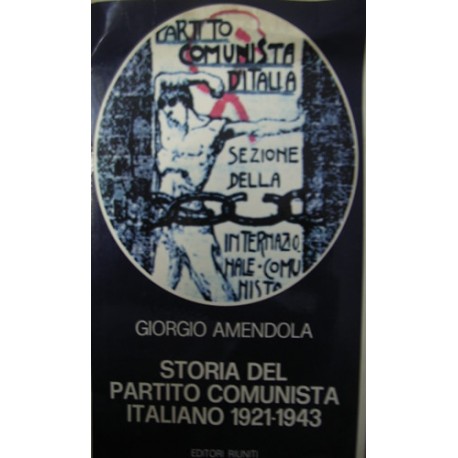 PARTITO
COMUNISTA
D'ITALIA
SEZIONE
DELLA
INTERNAZIO
NALE·COMU
NISTA
GIORGIO AMENDOLA
STORIA DEL
PARTITO COMUNISTA
ITALIANO 1921-1943
EDITORI RIUNITI